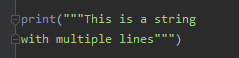 print("""This is a string
with multiple lines""")